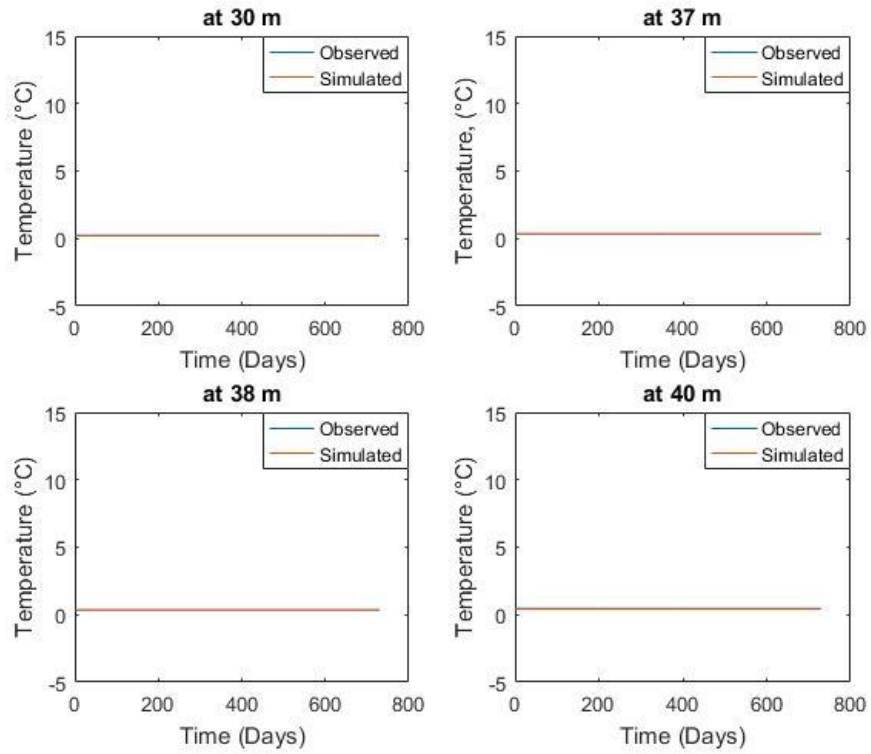 at 30 m
15
10
5
0
-5
Temperature (°C)
Observed
Simulated
0 200 400 600 800
Time (Days)
at 37 m
15
10
5
0
-5
Temperature, (°C)
Observed
Simulated
0 200 400 600 800
Time (Days)
at 38 m
15
10
5
0
-5
Temperature (°C)
Observed
Simulated
0 200 400 600 800
Time (Days)
at 40 m
15
10
5
0
-5
Temperature (°C)
Observed
Simulated
0 200 400 600 800
Time (Days)